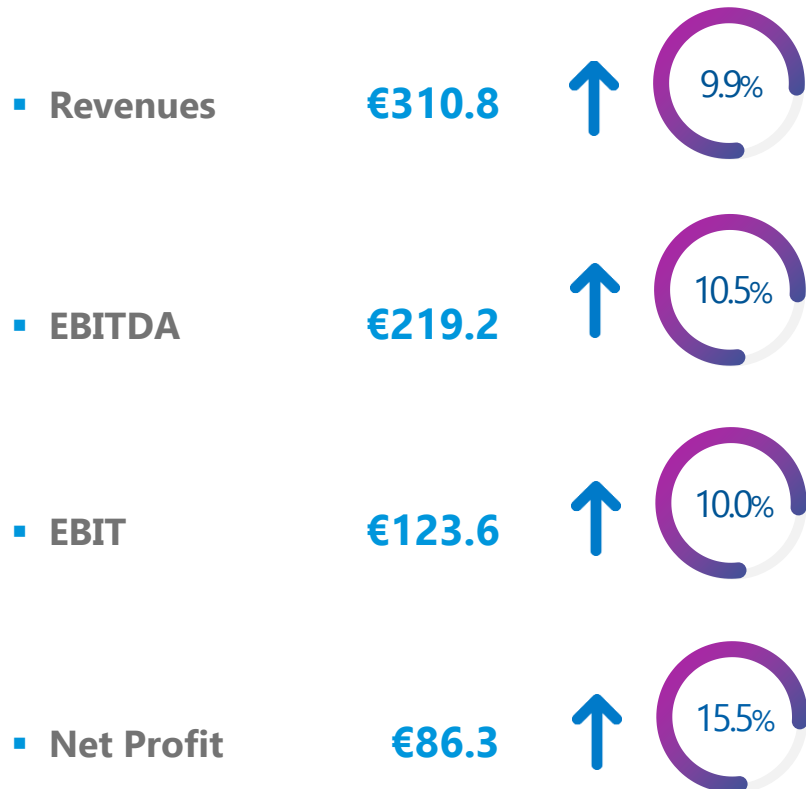 ▪ Revenues €310.8 9.9%
▪ EBITDA €219.2 10.5%
▪ EBIT €123.6 10.0%
▪ Net Profit €86.3 15.5%